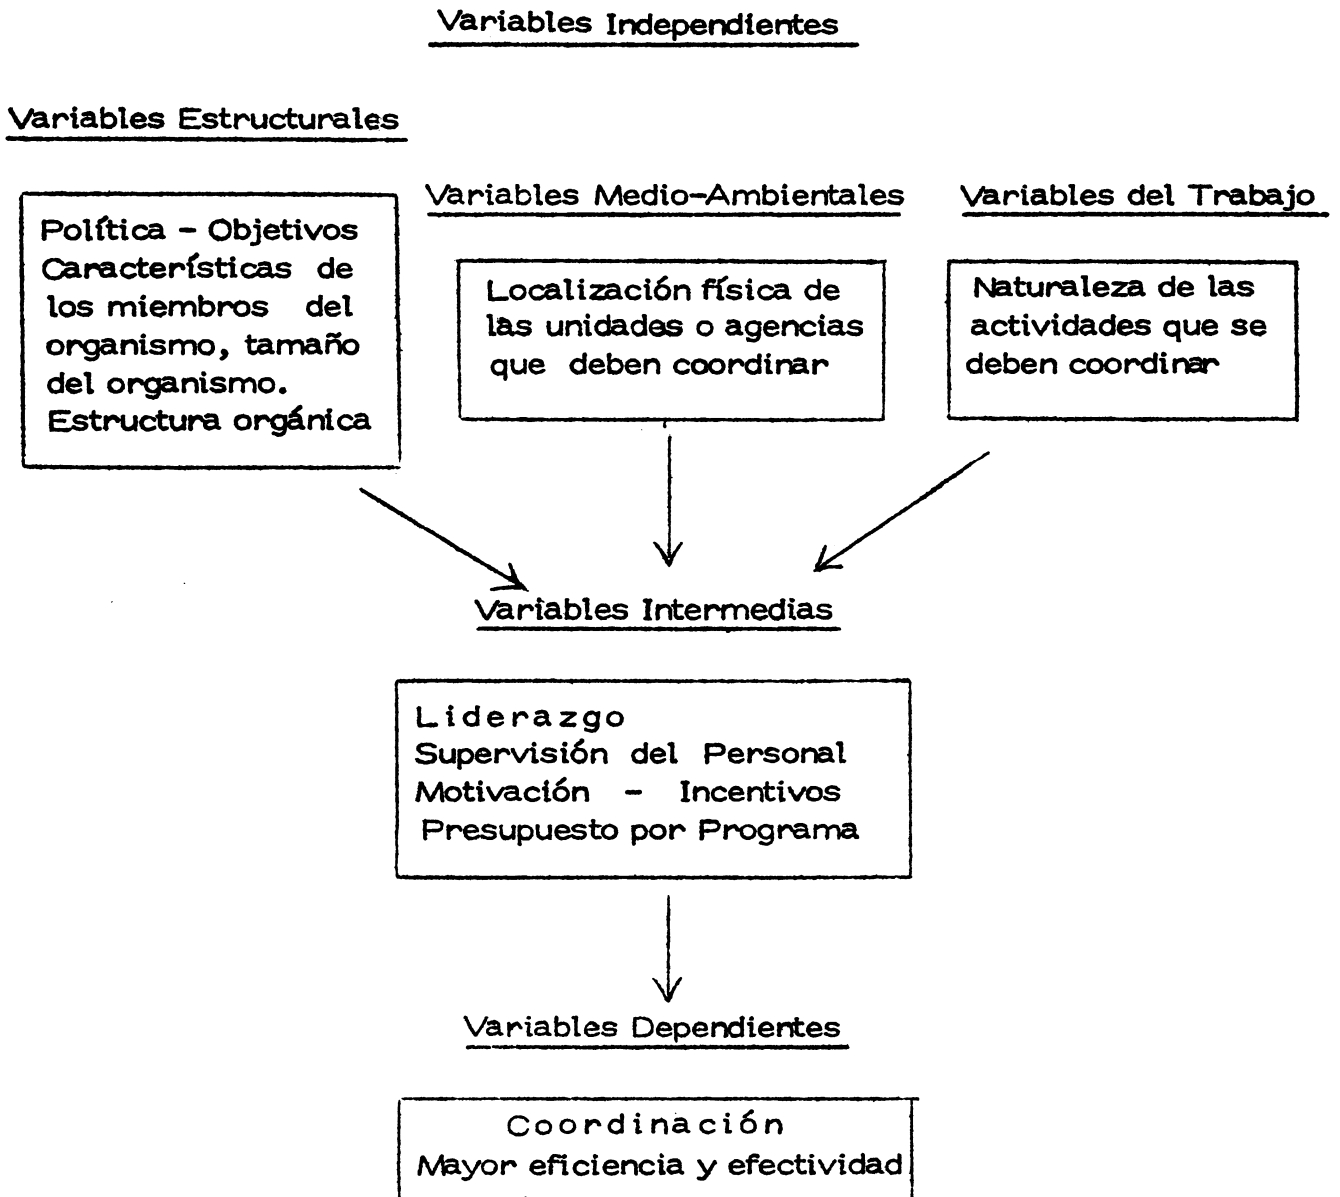 Variables Independientes
Variables Estructurales
Política - Objetivos
Características de
los miembros del
organismo, tamaño
del organismo.
Estructura orgánica
Variables Medio-Ambientales
Localización física de
las unidades o agencias
que deben coordinar
Variables del Trabajo
Naturaleza de las
actividades que se
deben coordinar
Variables Intermedias
Liderazgo
Supervisión del Personal
Motivación - Incentivos
Presupuesto por Programa
Variables Dependientes
Coordinación
Mayor eficiencia y efectividad